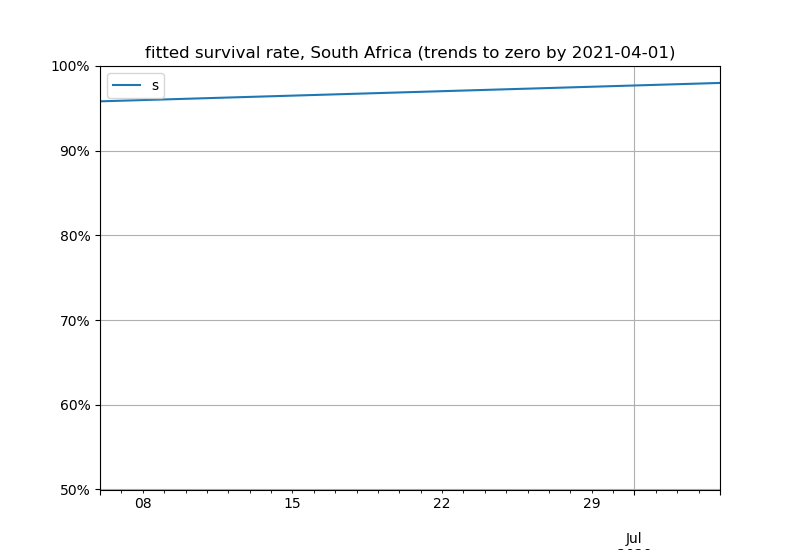 fitted survival rate, South Africa (trends to zero by 2021-04-01)
100%
s
90%
80%
70%
60%
50%
08 15 22 29
Jul